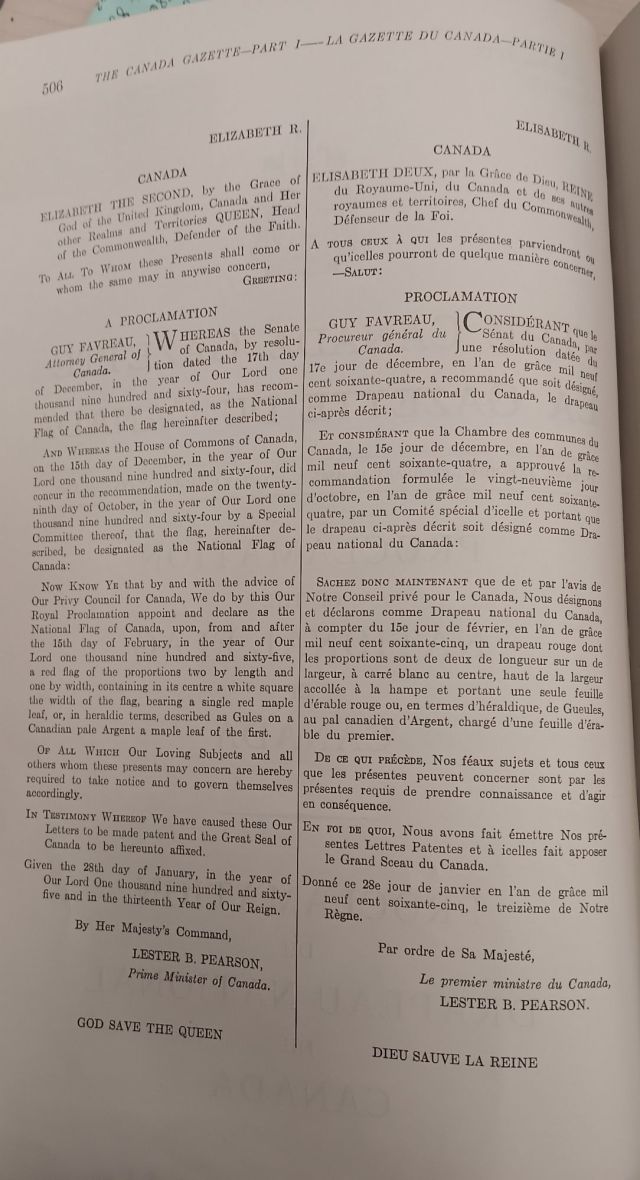 506
THE CANADA GAZETTE—PART I—LA GAZETTE DU CANADA—PARTIE I
ELIZABETH R.
CANADA
ELIZABETH THE SECOND, by the Grace of
God of the United Kingdom, Canada and Her
other Realms and Territories QUEEN, Head
of the Commonwealth, Defender of the Faith.
To All To Whom these Presents shall come or
whom the same may in anywise concern,
GREETING:
A PROCLAMATION
GUY FAVREAU,
Attorney General of
Canada.
WHEREAS the Senate
of Canada, by resolu-
tion dated the 17th day
of December, in the year of Our Lord one
thousand nine hundred and sixty-four, has recom-
mended that there be designated, as the National
Flag of Canada, the flag hereinafter described;
AND WHEREAS the House of Commons of Canada,
on the 15th day of December, in the year of Our
Lord one thousand nine hundred and sixty-four, did
concur in the recommendation, made on the twenty-
ninth day of October, in the year of Our Lord one
thousand nine hundred and sixty-four by a Special
Committee thereof, that the flag, hereinafter de-
scribed, be designated as the National Flag of
Canada:
NOW KNOW YE that by and with the advice of
Our Privy Council for Canada, We do by this Our
Royal Proclamation appoint and declare as the
National Flag of Canada, upon, from and after
the 15th day of February, in the year of Our
Lord one thousand nine hundred and sixty-five,
a red flag of the proportions two by length and
one by width, containing in its centre a white square
the width of the flag, bearing a single red maple
leaf, or, in heraldic terms, described as Gules on a
Canadian pale Argent a maple leaf of the first.
OF ALL WHICH Our Loving Subjects and all
others whom these presents may concern are hereby
required to take notice and to govern themselves
accordingly.
IN TESTIMONY WHEREOF We have caused these Our
Letters to be made patent and the Great Seal of
Canada to be hereunto affixed.
Given the 28th day of January, in the year of
Our Lord One thousand nine hundred and sixty-
five and in the thirteenth Year of Our Reign.
By Her Majesty's Command,
LESTER B. PEARSON,
Prime Minister of Canada.
GOD SAVE THE QUEEN
ELISABETH R.
CANADA
ELISABETH DEUX, par la Grâce de Dieu, REINE
du Royaume-Uni, du Canada et de ses autres
royaumes et territoires, Chef du Commonwealth,
Défenseur de la Foi.
A TOUS CEUX À QUI les présentes parviendront ou
qu'icelles pourront de quelque manière concerner,
—SALUT:
PROCLAMATION
GUY FAVREAU,
Procureur général du
Canada.
CONSIDÉRANT que le
Sénat du Canada, par
une résolution datée du
17e jour de décembre, en l'an de grâce mil neuf
cent soixante-quatre, a recommandé que soit désigné,
comme Drapeau national du Canada, le drapeau
ci-après décrit;
ET CONSIDÉRANT que la Chambre des communes du
Canada, le 15e jour de décembre, en l'an de grâce
mil neuf cent soixante-quatre, a approuvé la re-
commandation formulée le vingt-neuvième jour
d'octobre, en l'an de grâce mil neuf cent soixante-
quatre, par un Comité spécial d'icelle et portant que
le drapeau ci-après décrit soit désigné comme Dra-
peau national du Canada:
SACHEZ DONC MAINTENANT que de et par l'avis de
Notre Conseil privé pour le Canada, Nous désignons
et déclarons comme Drapeau national du Canada,
à compter du 15e jour de février, en l'an de grâce
mil neuf cent soixante-cinq, un drapeau rouge dont
les proportions sont de deux de longueur sur un de
largeur, à carré blanc au centre, haut de la largeur
accollée à la hampe et portant une seule feuille
d'érable rouge ou, en termes d'héraldique, de Gueules,
au pal canadien d'Argent, chargé d'une feuille d'éra-
ble du premier.
DE CE QUI PRÉCÈDE, Nos féaux sujets et tous ceux
que les présentes peuvent concerner sont par les
présentes requis de prendre connaissance et d'agir
en conséquence.
EN FOI DE QUOI, Nous avons fait émettre Nos pré-
sentes Lettres Patentes et à icelles fait apposer
le Grand Sceau du Canada.
Donné ce 28e jour de janvier en l'an de grâce mil
neuf cent soixante-cinq, le treizième de Notre
Règne.
Par ordre de Sa Majesté,
Le premier ministre du Canada,
LESTER B. PEARSON.
DIEU SAUVE LA REINE